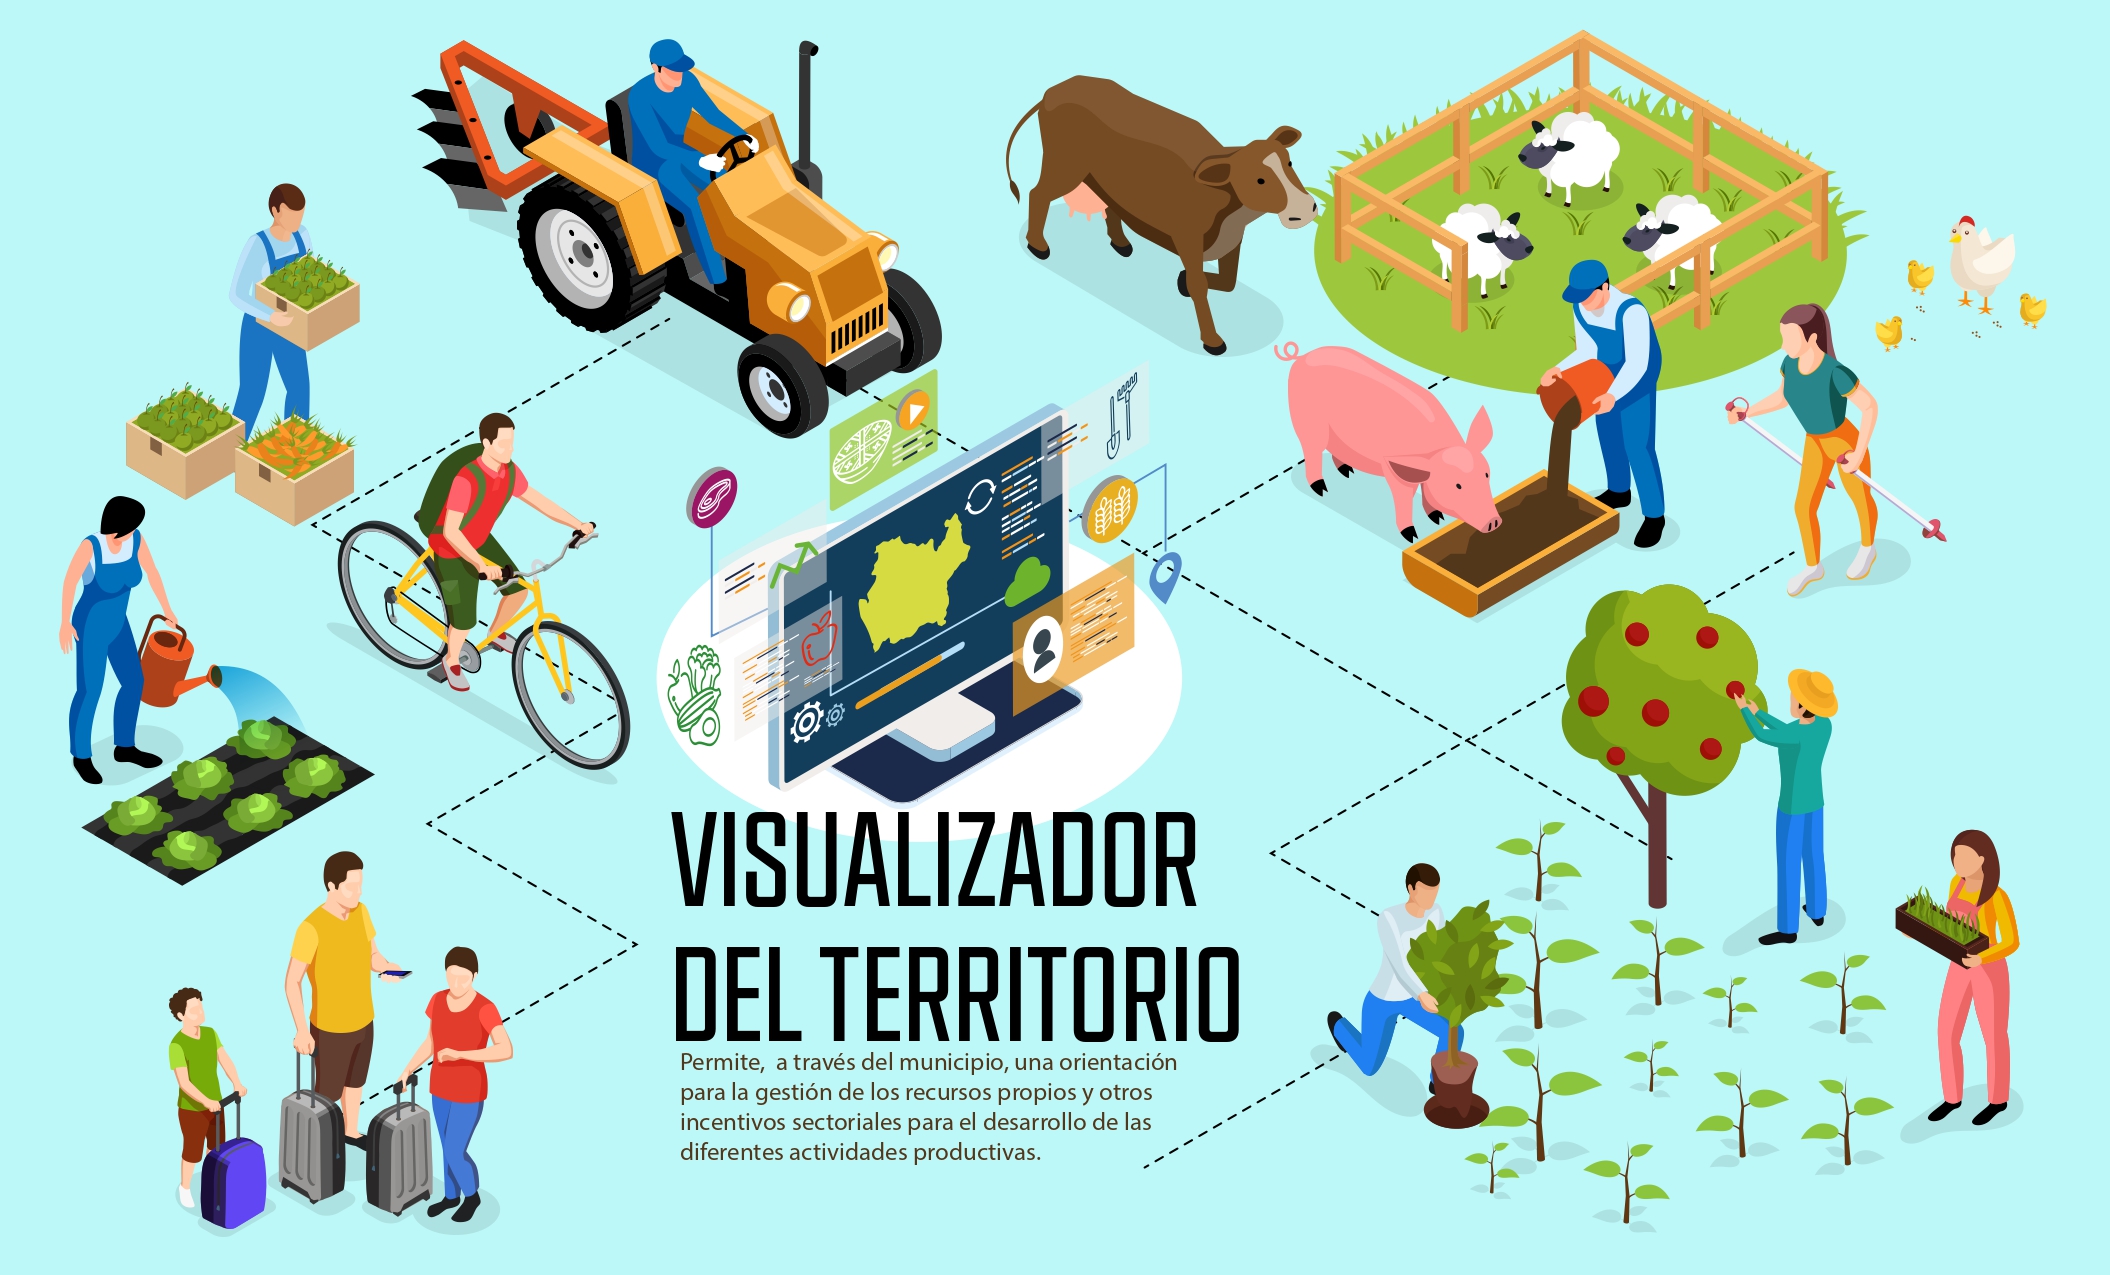 VISUALIZADOR
DEL TERRITORIO
Permite, a través del municipio, una orientación
para la gestión de los recursos propios y otros
incentivos sectoriales para el desarrollo de las
diferentes actividades productivas.